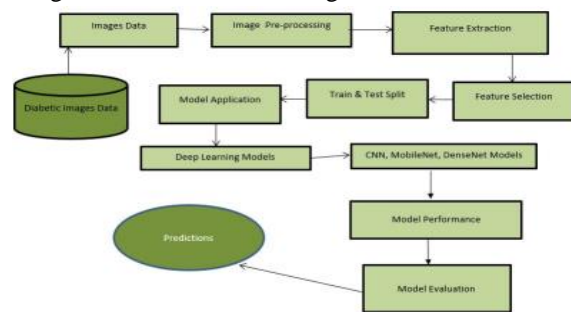 Images Data
Image Pre-processing
Feature Extraction
Diabetic Images Data
Model Application
Train & Test Split
Feature Selection
Deep Learning Models
CNN, MobileNet, DenseNet Models
Predictions
Model Performance
Model Evaluation